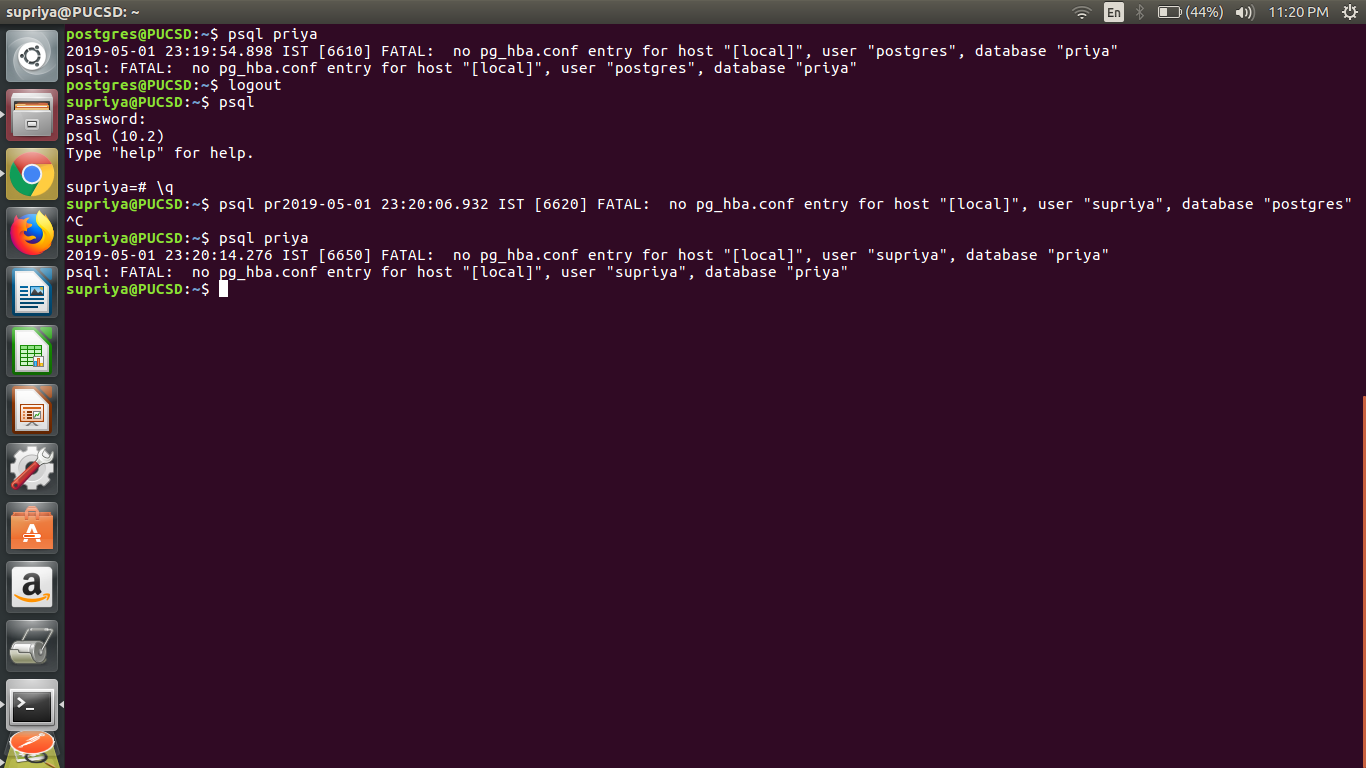 supriya@PUCSD: ~
En
(44%)
11:20 PM
postgres@PUCSD:~$ psql priya
2019-05-01 23:19:54.898 IST [6610] FATAL:  no pg_hba.conf entry for host "[local]", user "postgres", database "priya"
psql: FATAL:  no pg_hba.conf entry for host "[local]", user "postgres", database "priya"
postgres@PUCSD:~$ logout
supriya@PUCSD:~$ psql
Password:
psql (10.2)
Type "help" for help.
supriya=# \q
supriya@PUCSD:~$ psql pr2019-05-01 23:20:06.932 IST [6620] FATAL:  no pg_hba.conf entry for host "[local]", user "supriya", database "postgres"
^C
supriya@PUCSD:~$ psql priya
2019-05-01 23:20:14.276 IST [6650] FATAL:  no pg_hba.conf entry for host "[local]", user "supriya", database "priya"
psql: FATAL:  no pg_hba.conf entry for host "[local]", user "supriya", database "priya"
supriya@PUCSD:~$